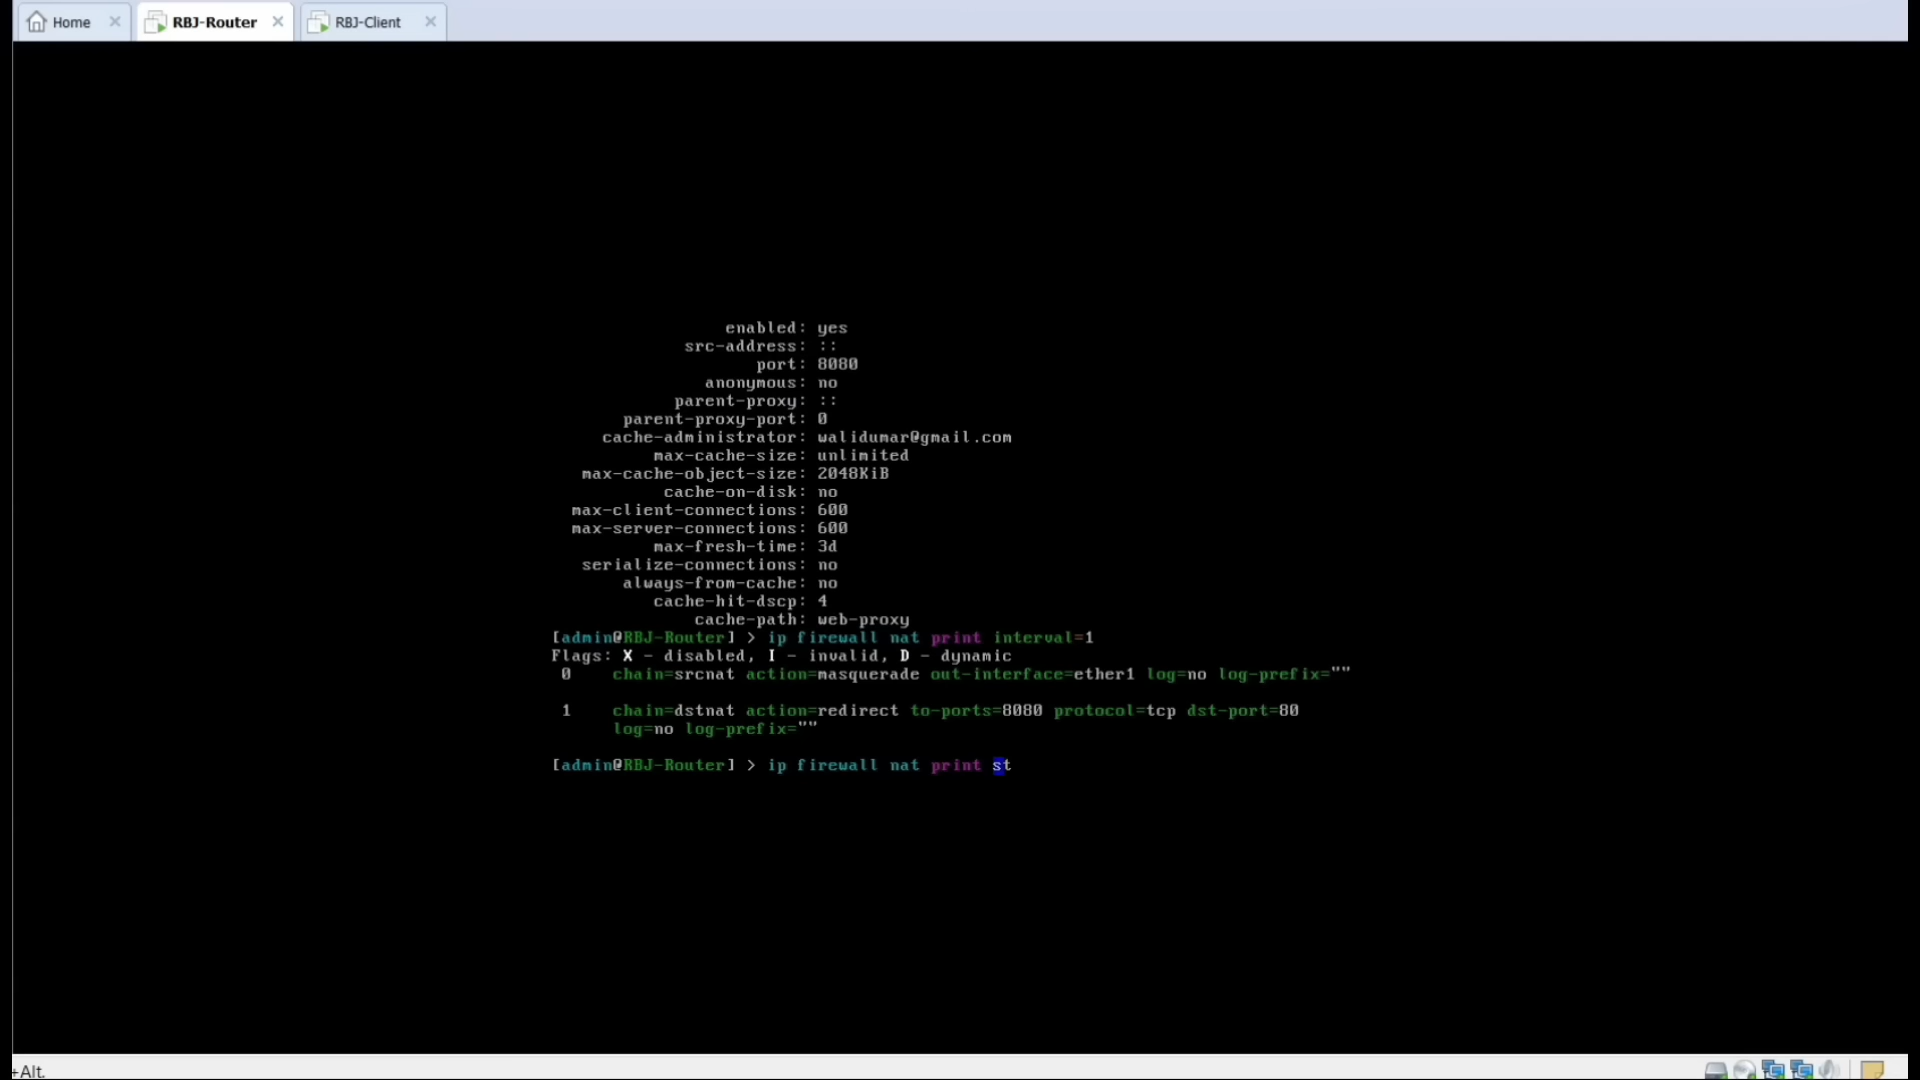 Home
RBJ-Router
RBJ-Client
enabled: yes
src-address: ::
port: 8080
anonymous: no
parent-proxy: ::
parent-proxy-port: 0
cache-administrator: walidumar@gmail.com
max-cache-size: unlimited
max-cache-object-size: 2048KiB
cache-on-disk: no
max-client-connections: 600
max-server-connections: 600
max-fresh-time: 3d
serialize-connections: no
always-from-cache: no
cache-hit-dscp: 4
cache-path: web-proxy
[admin@RBJ-Router] > ip firewall nat print interval=1
Flags: X - disabled, I - invalid, D - dynamic
0 chain=srcnat action=masquerade out-interface=ether1 log=no log-prefix=""
1 chain=dstnat action=redirect to-ports=8080 protocol=tcp dst-port=80
log=no log-prefix=""
[admin@RBJ-Router] > ip firewall nat print st
+Alt.